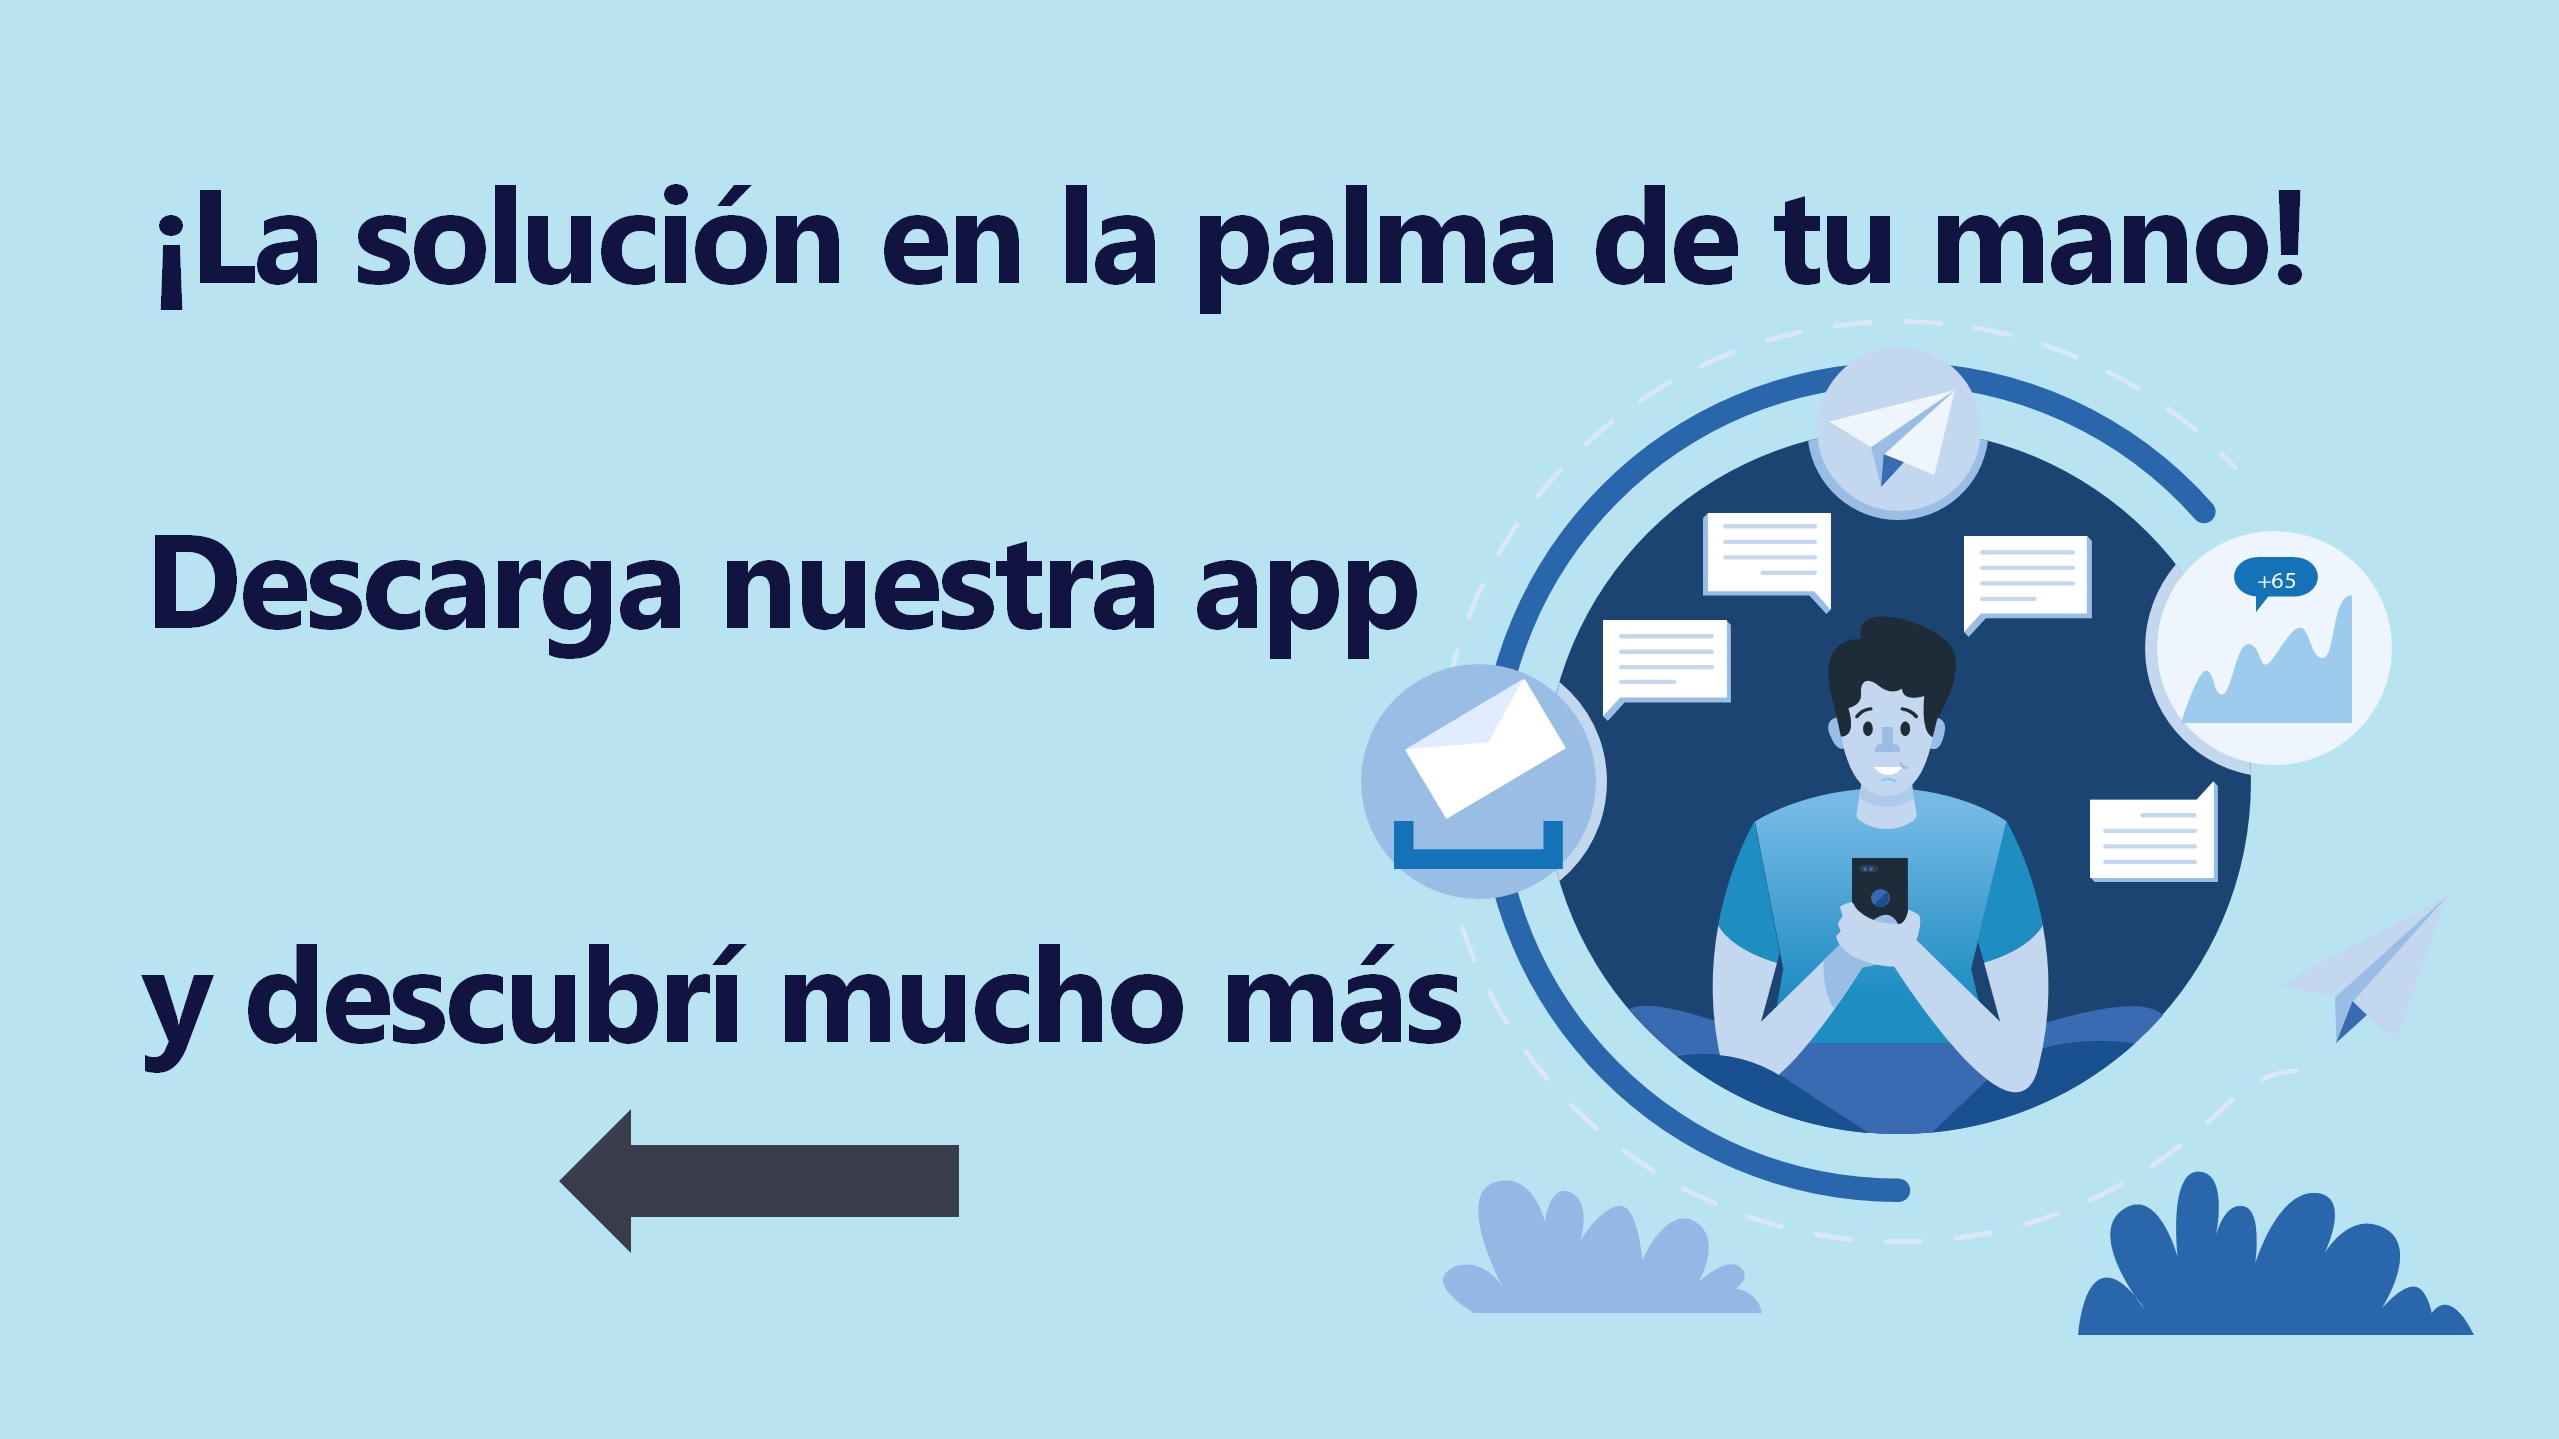 ¡La solución en la palma de tu mano!
Descarga nuestra app
+65
y descubrí mucho más